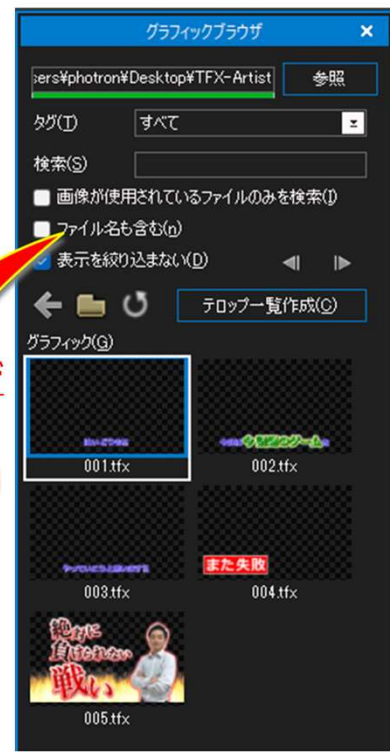 グラフィックブラウザ ×
sers¥photron¥Desktop¥TFX-Artist 参照
タグ(T) すべて
検索(S)
画像が使用されているファイルのみを検索(I)
ファイル名も含む(n)
表示を絞り込まない(D)
テロップ一覧作成(C)
グラフィック(G)
001.tfx
002.tfx
003.tfx
また失敗
004.tfx
絶対に
負けられない
戦い
005.tfx